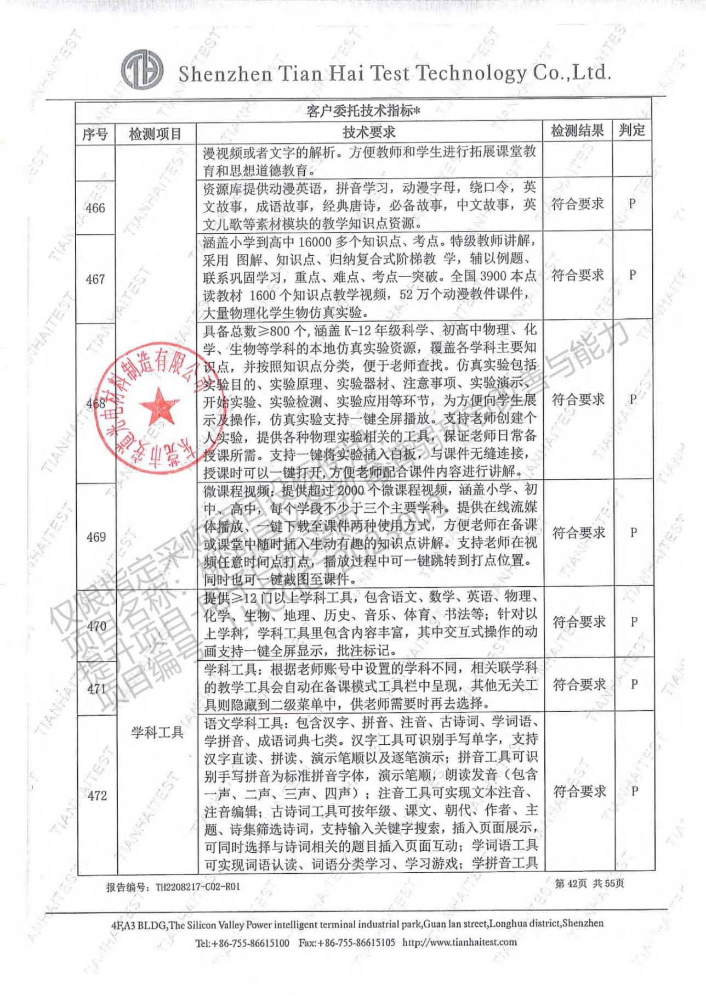 TH Shenzhen Tian Hai Test Technology Co.,Ltd.
客户委托技术指标*
序号 检测项目 技术要求 检测结果 判定
漫视频或者文字的解析。方便教师和学生进行拓展课堂教
育和思想道德教育。
466
资源库提供动漫英语，拼音学习，动漫字母，绕口令，英
文故事，成语故事，经典唐诗，必备故事，中文故事，英
文儿歌等素材模块的教学知识点资源。
符合要求 P
467
涵盖小学到高中 16000 多个知识点、考点。特级教师讲解，
采用 图解、知识点、归纳复合式阶梯教 学，辅以例题、
联系巩固学习，重点、难点、考点一突破。全国 3900 本点
读教材 1600 个知识点教学视频，52 万个动漫教件课件，
大量物理化学生物仿真实验。
符合要求 P
468
具备总数≥800 个,涵盖 K-12 年级科学、初高中物理、化
学、生物等学科的本地仿真实验资源，覆盖各学科主要知
识点，并按照知识点分类，便于老师查找。仿真实验包括
实验目的、实验原理、实验器材、注意事项、实验演示、
开始实验、实验检测、实验应用等环节，为方便向学生展
示及操作，仿真实验支持一键全屏播放。支持老师创建个
人实验，提供各种物理实验相关的工具，保证老师日常备
授课所需。支持一键将实验插入白板，与课件无缝连接，
授课时可以一键打开,方便老师配合课件内容进行讲解。
符合要求 P
469
微课程视频：提供超过 2000 个微课程视频，涵盖小学、初
中、高中，每个学段不少于三个主要学科。提供在线流媒
体播放、一键下载至课件两种使用方式，方便老师在备课
或课堂中随时插入生动有趣的知识点讲解。支持老师在视
频任意时间点打点，播放过程中可一键跳转到打点位置。
同时也可一键截图至课件。
符合要求 P
学科工具
470
提供≥12 门以上学科工具，包含语文、数学、英语、物理、
化学、生物、地理、历史、音乐、体育、书法等；针对以
上学科，学科工具里包含内容丰富，其中交互式操作的动
画支持一键全屏显示，批注标记。
符合要求 P
471
学科工具：根据老师账号中设置的学科不同，相关联学科
的教学工具会自动在备课模式工具栏中呈现，其他无关工
具则隐藏到二级菜单中，供老师需要时再去选择。
符合要求 P
472
语文学科工具：包含汉字、拼音、注音、古诗词、学词语、
学拼音、成语词典七类。汉字工具可识别手写单字，支持
汉字直读、拼读、演示笔顺以及逐笔演示；拼音工具可识
别手写拼音为标准拼音字体，演示笔顺，朗读发音（包含
一声、二声、三声、四声）；注音工具可实现文本注音、
注音编辑；古诗词工具可按年级、课文、朝代、作者、主
题、诗集筛选诗词，支持输入关键字搜索，插入页面展示，
可同时选择与诗词相关的题目插入页面互动；学词语工具
可实现词语认读、词语分类学习、学习游戏；学拼音工具
符合要求 P
报告编号：TH2208217-C02-R01 第 42页 共 55页
4F,A3 BLDG,The Silicon Valley Power intelligent terminal industrial park,Guan lan street,Longhua district,Shenzhen
Tel:+86-755-86615100 Fax:+86-755-86615105 http://www.tianhaitest.com